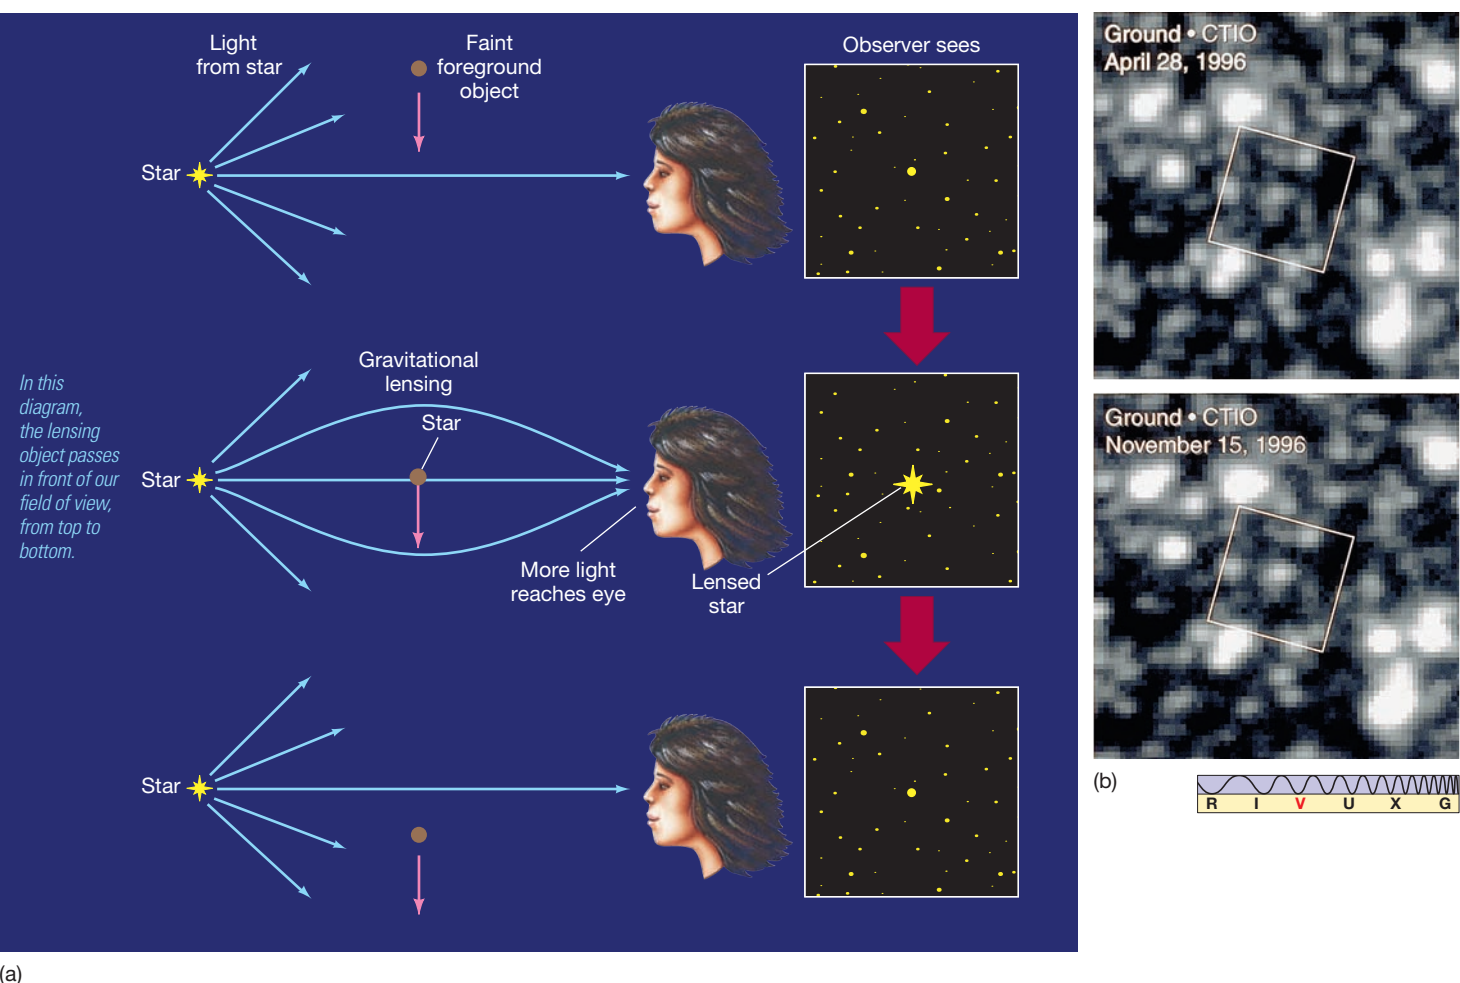 Light
from star
Faint
foreground
object
Observer sees
Star
Gravitational
lensing
Star
In this
diagram,
the lensing
object passes
in front of our
field of view,
from top to
bottom.
Star
More light
reaches eye
Lensed
star
Star
(a)
Ground • CTIO
April 28, 1996
Ground • CTIO
November 15, 1996
(b)
R I V U X G